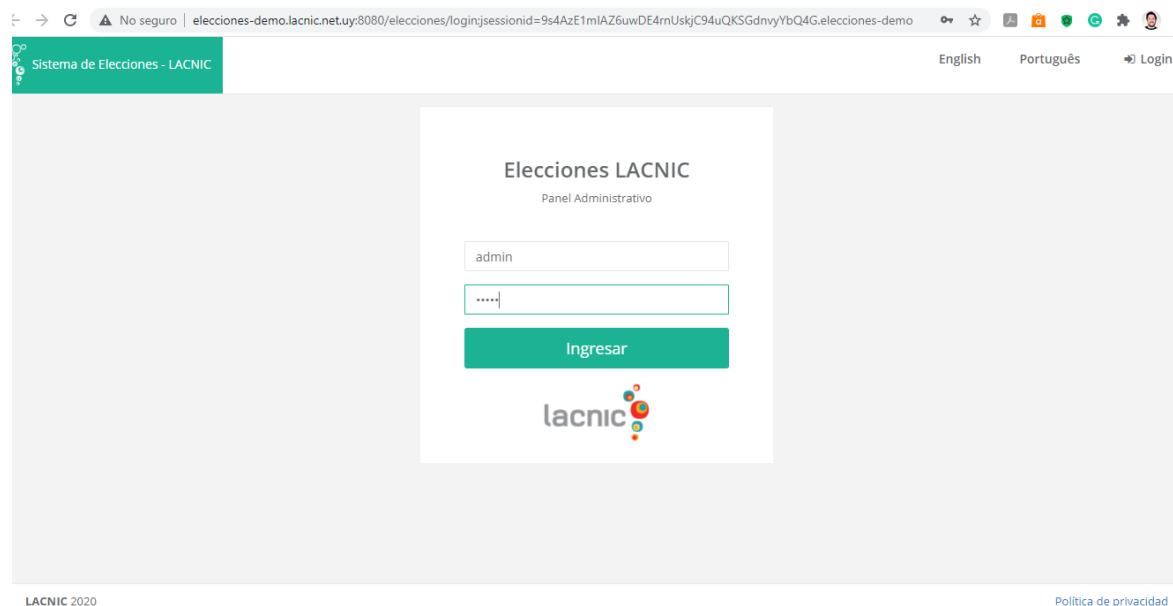 No seguro | elecciones-demo.lacnic.net.uy:8080/elecciones/login;jsessionid=9s4AzE1mIAZ6uwDE4rnUskjC94uQKSGdnvyYbQ4G.elecciones-demo
Sistema de Elecciones - LACNIC
English Português Login
Elecciones LACNIC
Panel Administrativo
admin
•••••
Ingresar
lacnic
LACNIC 2020
Política de privacidad